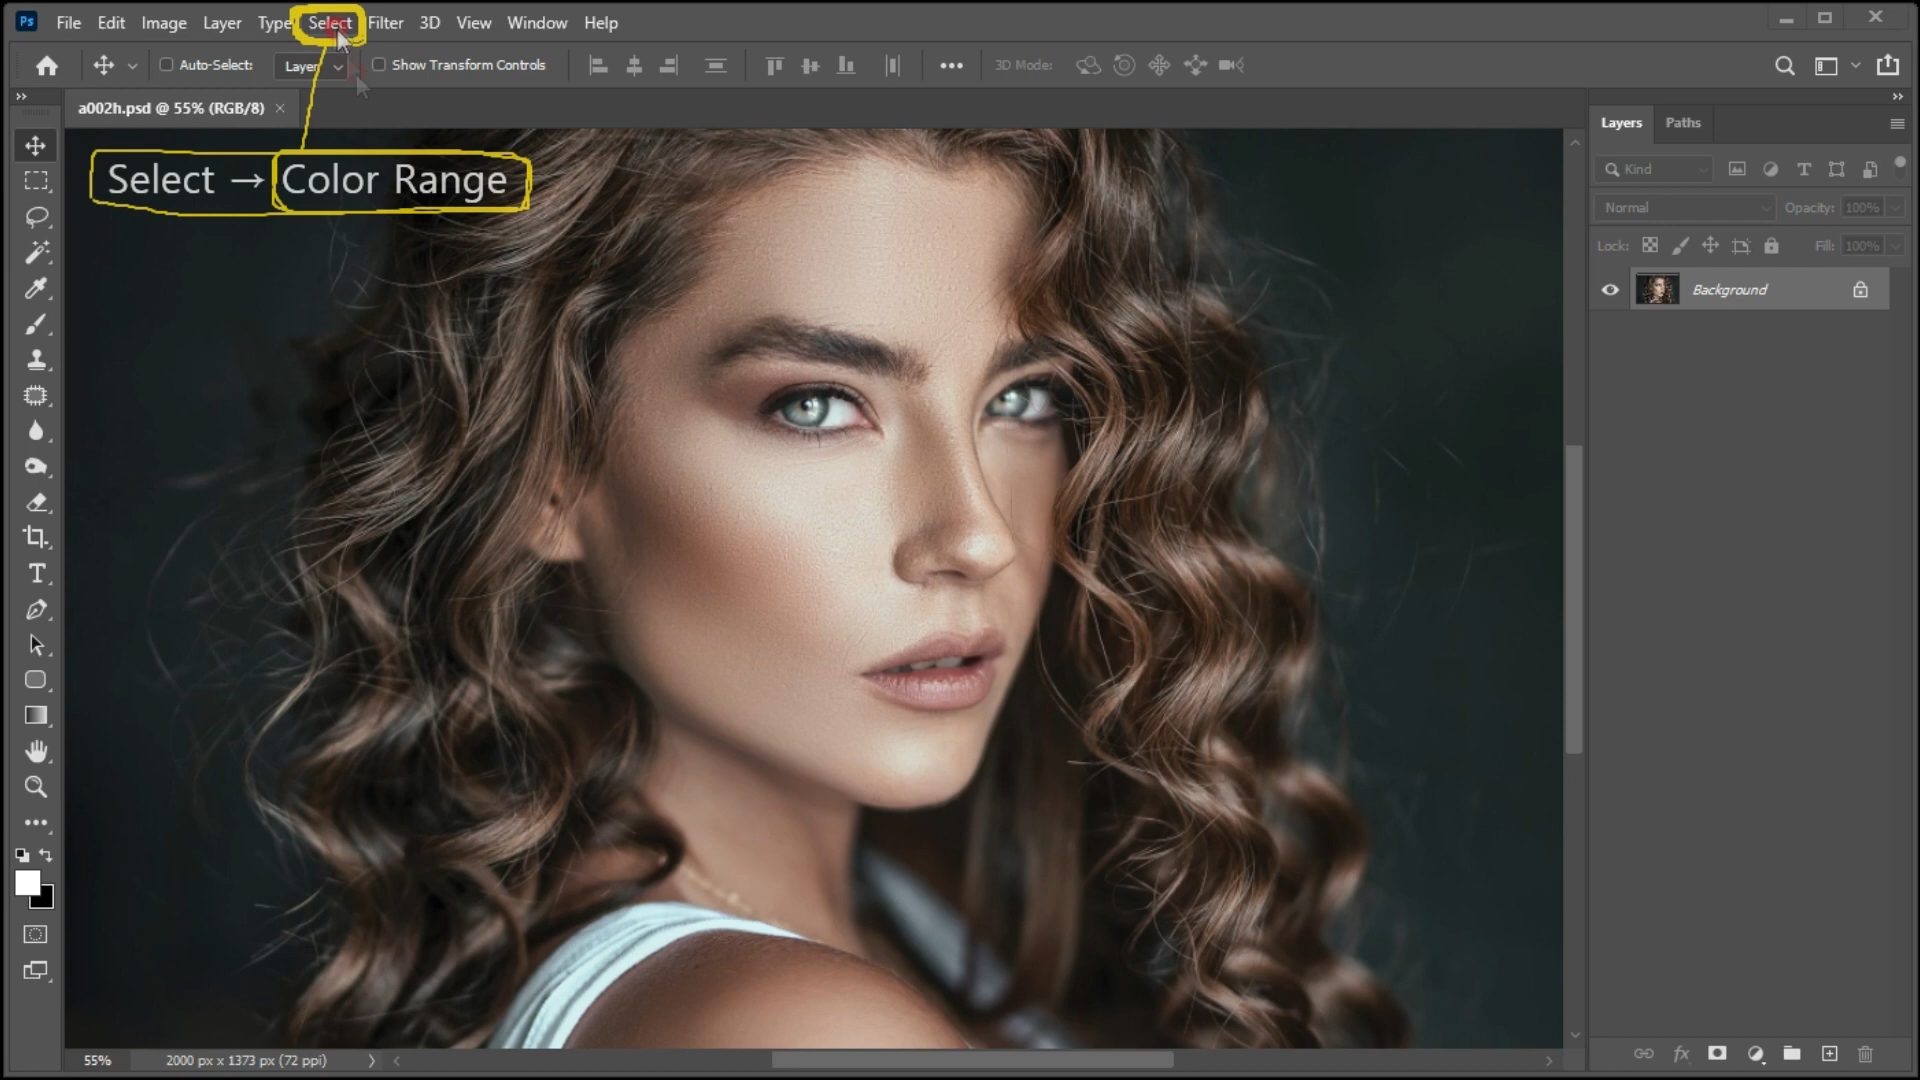 Ps File Edit Image Layer Type Select Filter 3D View Window Help
Auto-Select: Layer Show Transform Controls 3D Mode:
a002h.psd @ 55% (RGB/8)
Select → Color Range
Layers Paths
Kind
Normal Opacity: 100%
Lock: Fill: 100%
Background
55% 2000 px x 1373 px (72 ppi)
fx